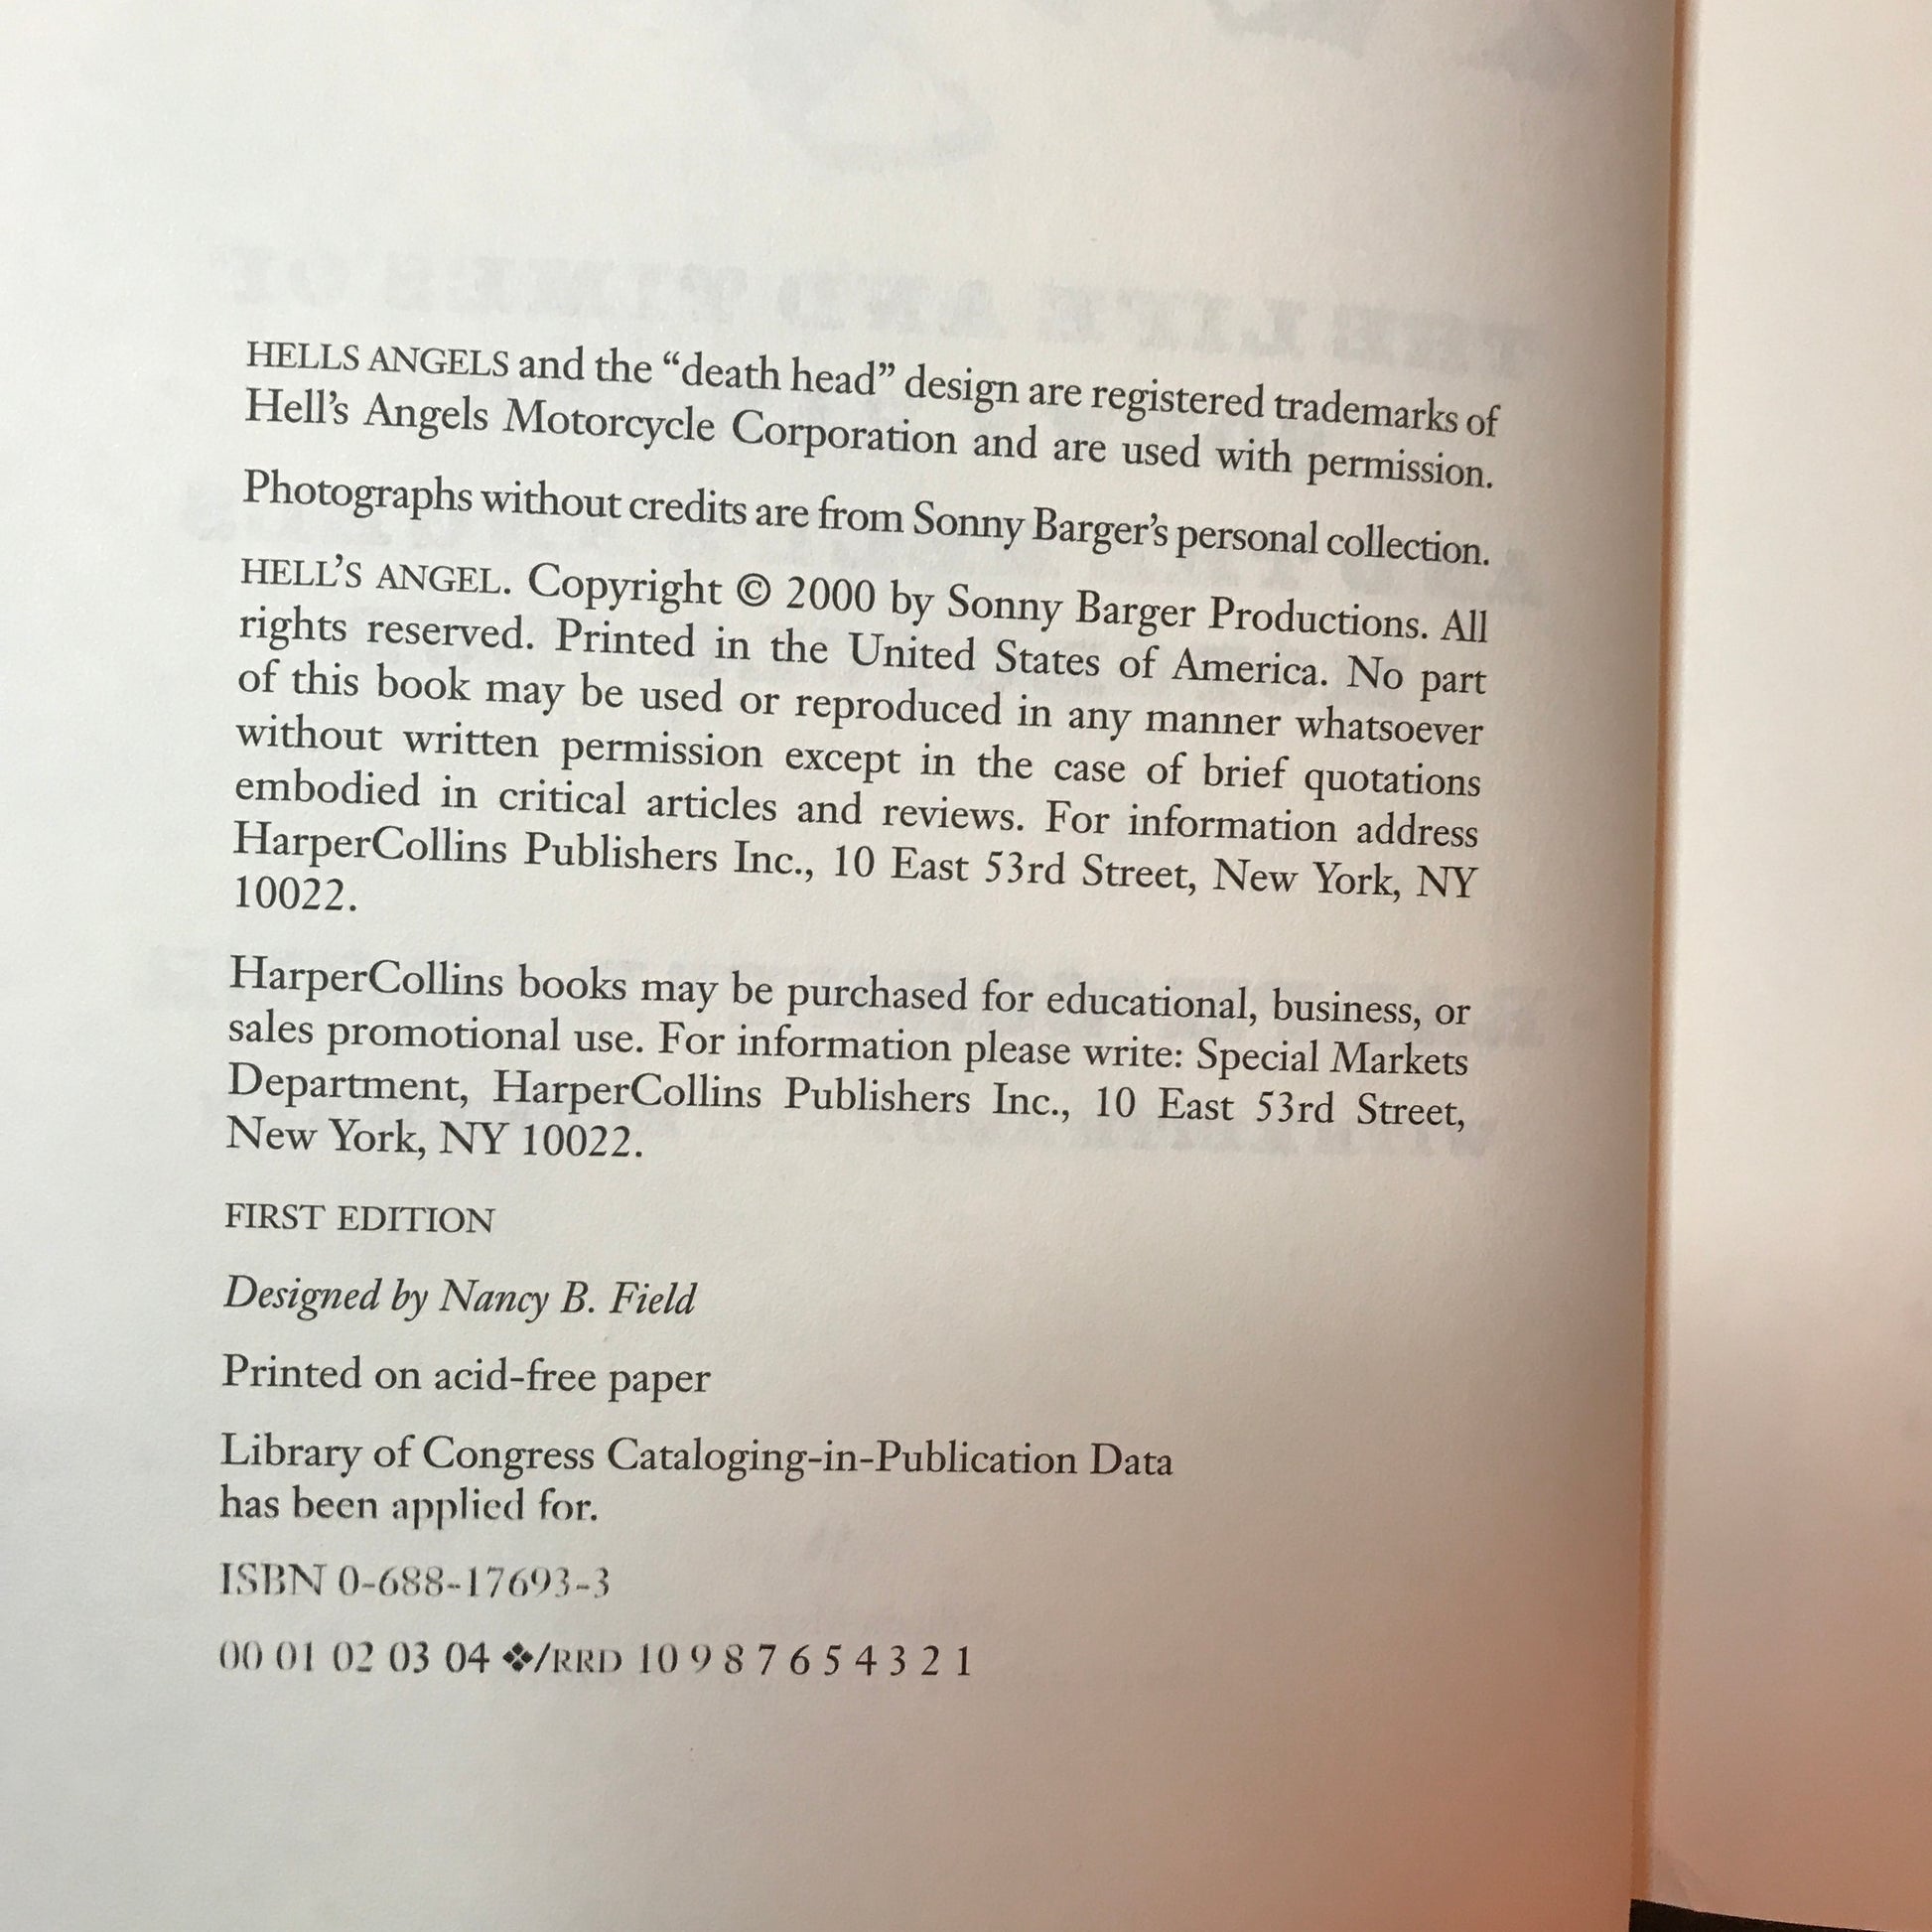 HELLS ANGELS and the “death head” design are registered trademarks of
Hell’s Angels Motorcycle Corporation and are used with permission.
Photographs without credits are from Sonny Barger’s personal collection.
HELL’S ANGEL. Copyright © 2000 by Sonny Barger Productions. All
rights reserved. Printed in the United States of America. No part
of this book may be used or reproduced in any manner whatsoever
without written permission except in the case of brief quotations
embodied in critical articles and reviews. For information address
HarperCollins Publishers Inc., 10 East 53rd Street, New York, NY
10022.
HarperCollins books may be purchased for educational, business, or
sales promotional use. For information please write: Special Markets
Department, HarperCollins Publishers Inc., 10 East 53rd Street,
New York, NY 10022.
FIRST EDITION
Designed by Nancy B. Field
Printed on acid-free paper
Library of Congress Cataloging-in-Publication Data
has been applied for.
ISBN 0-688-17693-3
00 01 02 03 04 ❖/RRD 10 9 8 7 6 5 4 3 2 1